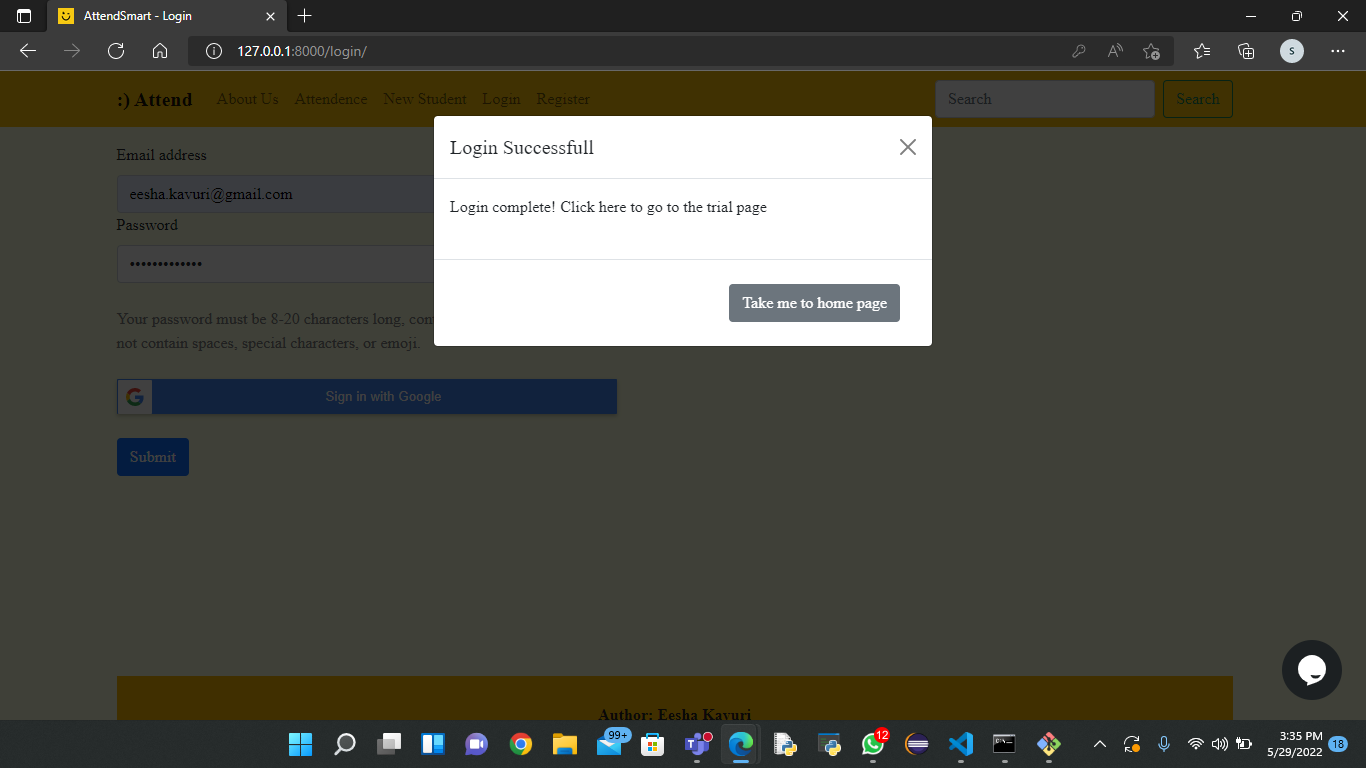 AttendSmart - Login
127.0.0.1:8000/login/
S
:) Attend About Us Attendence New Student Login Register Search Search
Login Successfull
Login complete! Click here to go to the trial page
Take me to home page
Email address
eesha.kavuri@gmail.com
Password
Your password must be 8-20 characters long, con
not contain spaces, special characters, or emoji.
Sign in with Google
Submit
Author: Eesha Kavuri
99+
12
3:35 PM
5/29/2022
18